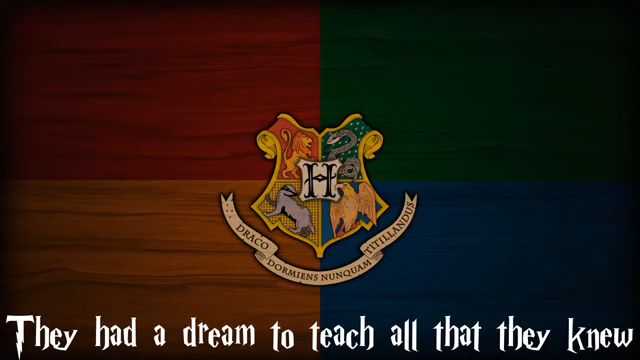 H
DRACO DORMIENS NUNQUAM TITILLANDUS
They had a dream to teach all that they knew